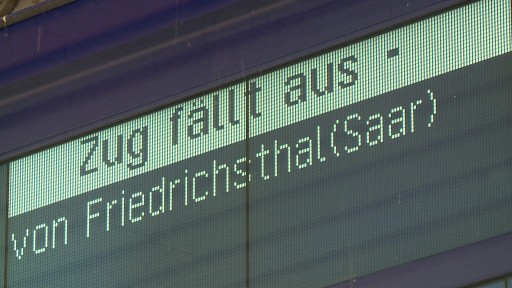 Zug fällt aus -
von Friedrichsthal(Saar)